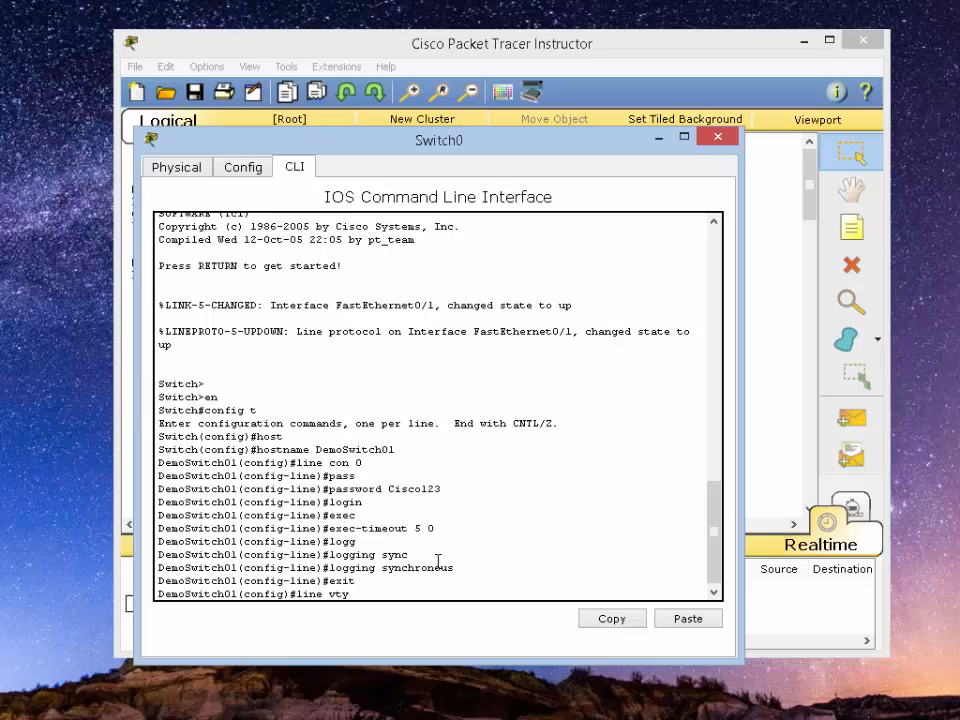 Cisco Packet Tracer Instructor
File Edit Options View Tools Extensions Help
Logical [Root] New Cluster Move Object Set Tiled Background Viewport
Switch0
Physical Config CLI
IOS Command Line Interface
SOFTWARE (fc1)
Copyright (c) 1986-2005 by Cisco Systems, Inc.
Compiled Wed 12-Oct-05 22:05 by pt_team
Press RETURN to get started!
%LINK-5-CHANGED: Interface FastEthernet0/1, changed state to up
%LINEPROTO-5-UPDOWN: Line protocol on Interface FastEthernet0/1, changed state to
up
Switch>
Switch>en
Switch#config t
Enter configuration commands, one per line.  End with CNTL/Z.
Switch(config)#host
Switch(config)#hostname DemoSwitch01
DemoSwitch01(config)#line con 0
DemoSwitch01(config-line)#pass
DemoSwitch01(config-line)#password Cisco123
DemoSwitch01(config-line)#login
DemoSwitch01(config-line)#exec
DemoSwitch01(config-line)#exec-timeout 5 0
DemoSwitch01(config-line)#logg
DemoSwitch01(config-line)#logging sync
DemoSwitch01(config-line)#logging synchronous
DemoSwitch01(config-line)#exit
DemoSwitch01(config)#line vty
Copy Paste
Realtime
Source Destination